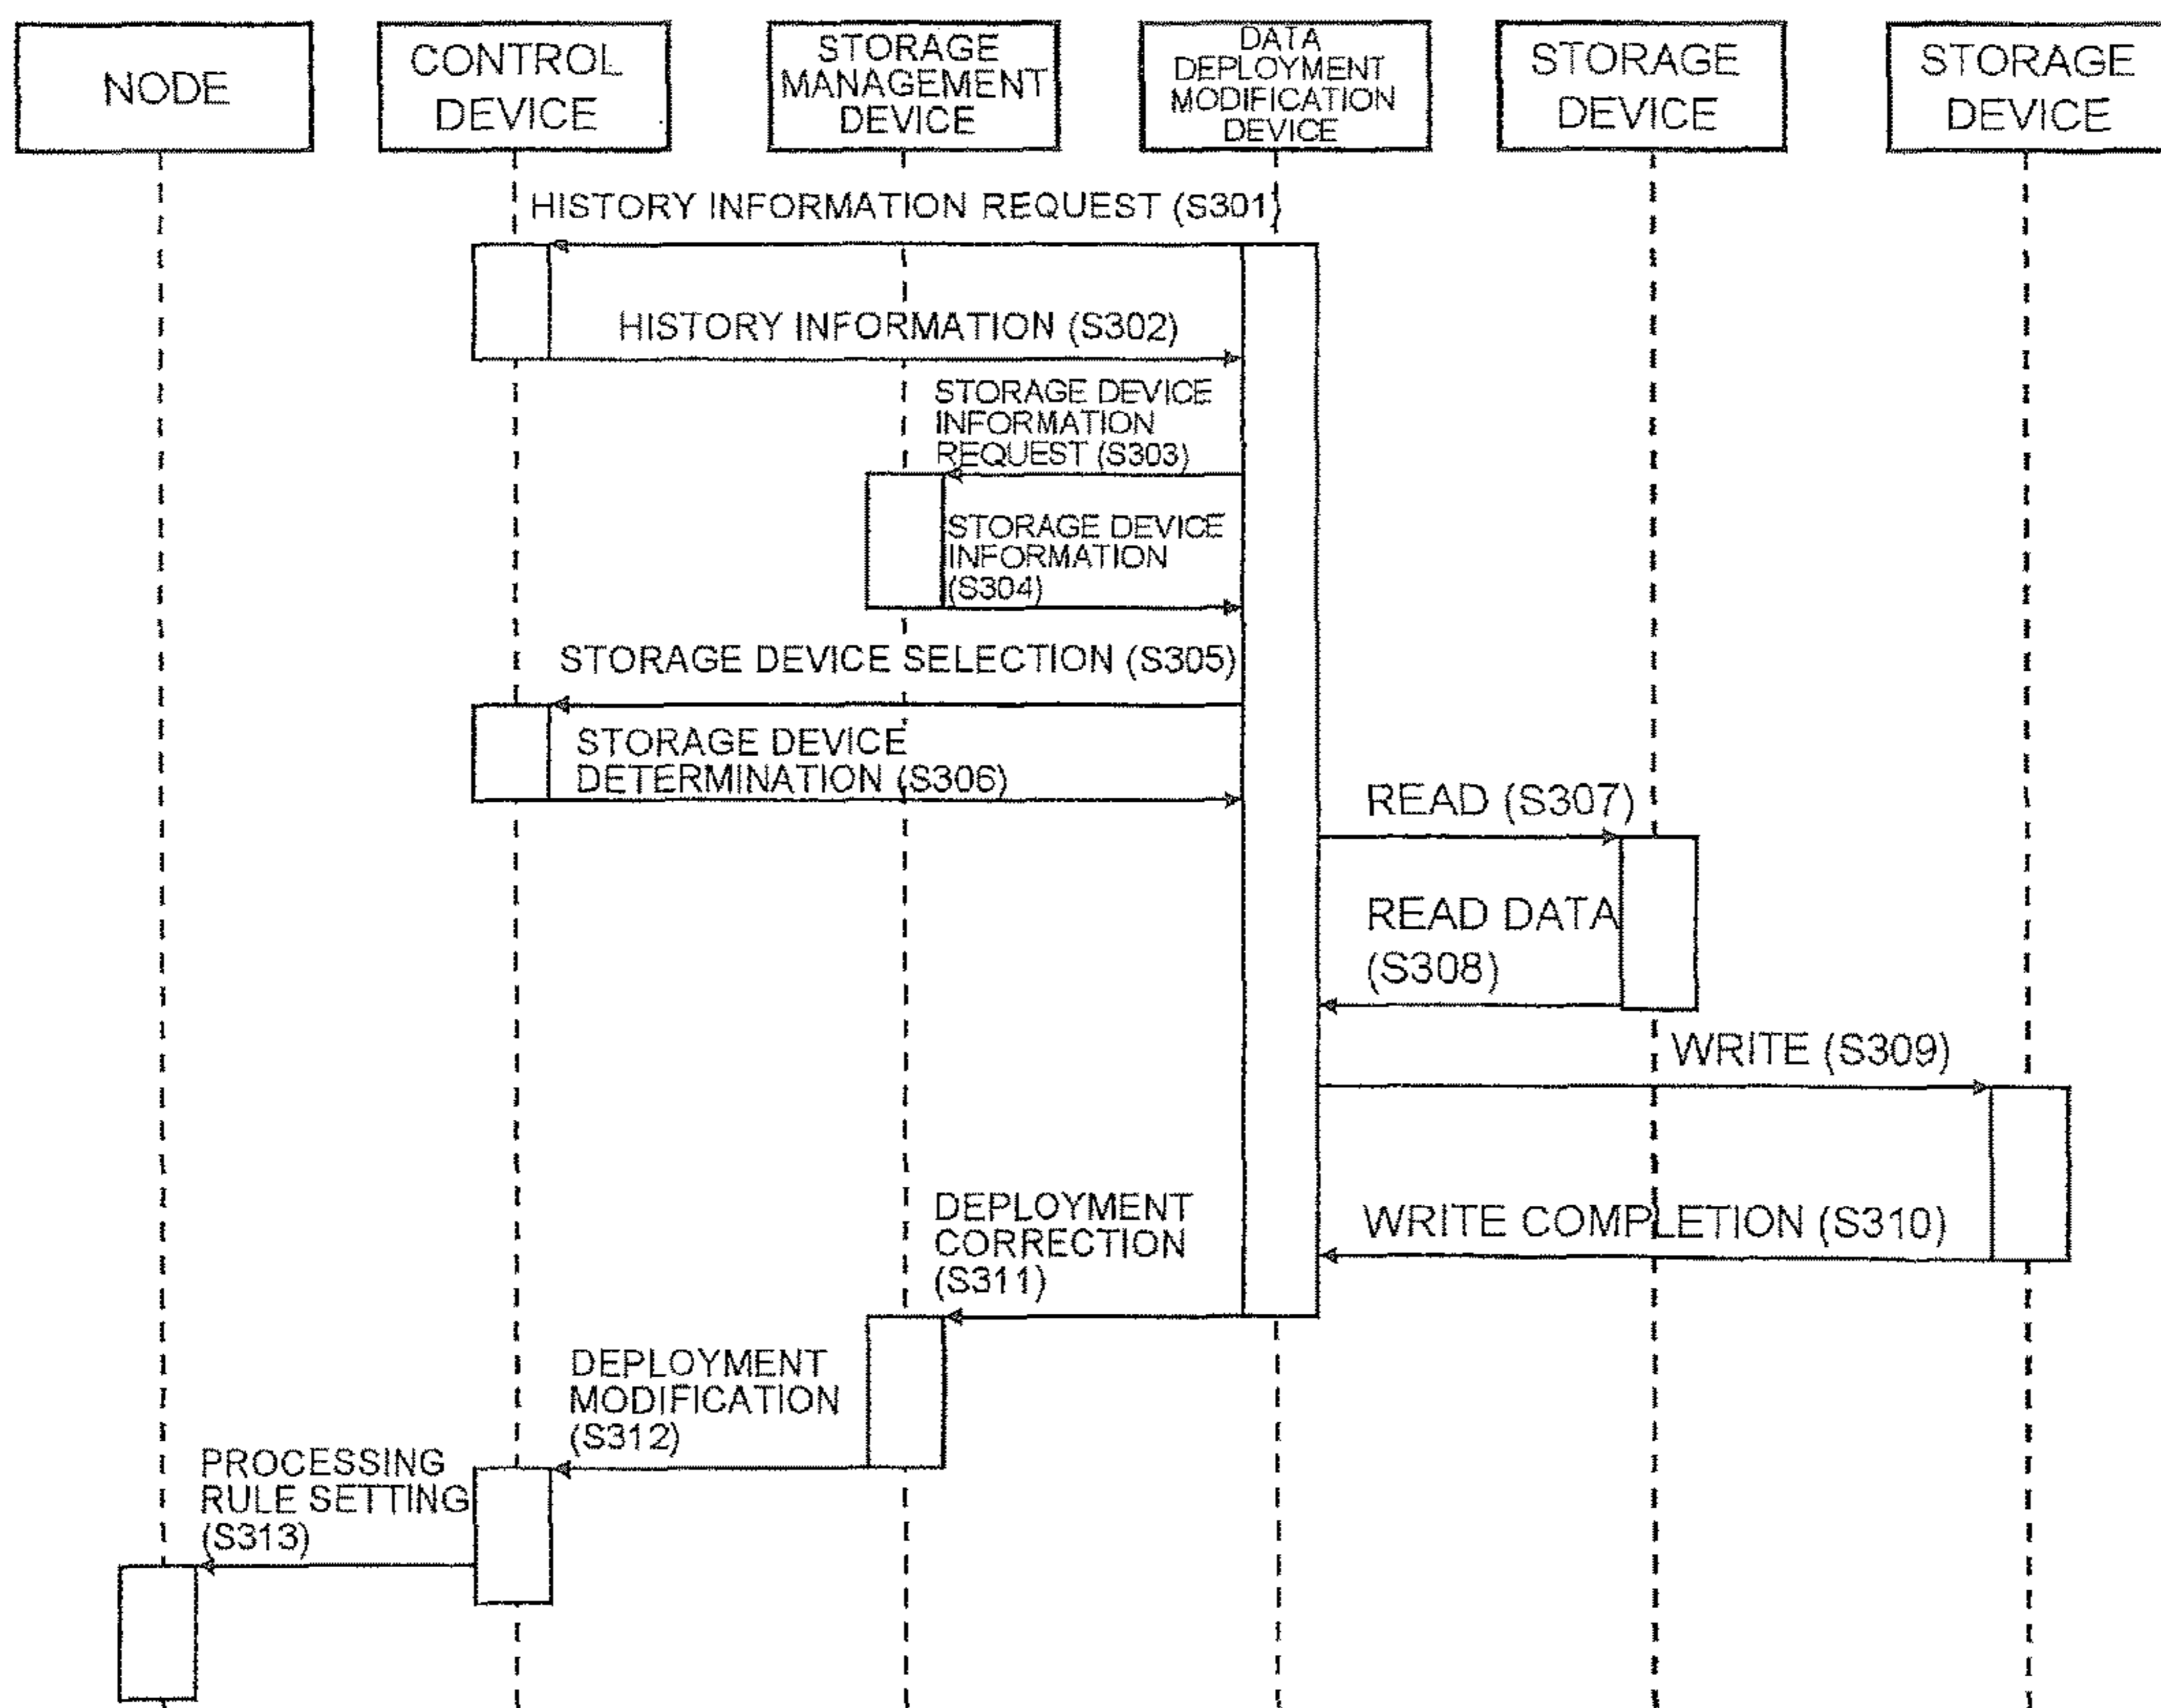 NODE
CONTROL
DEVICE
STORAGE
MANAGEMENT
DEVICE
DATA
DEPLOYMENT
MODIFICATION
DEVICE
STORAGE
DEVICE
STORAGE
DEVICE
HISTORY INFORMATION REQUEST (S301)
HISTORY INFORMATION (S302)
STORAGE DEVICE
INFORMATION
REQUEST (S303)
STORAGE DEVICE
INFORMATION
(S304)
STORAGE DEVICE SELECTION (S305)
STORAGE DEVICE
DETERMINATION (S306)
READ (S307)
READ DATA
(S308)
WRITE (S309)
WRITE COMPLETION (S310)
DEPLOYMENT
CORRECTION
(S311)
DEPLOYMENT
MODIFICATION
(S312)
PROCESSING
RULE SETTING
(S313)